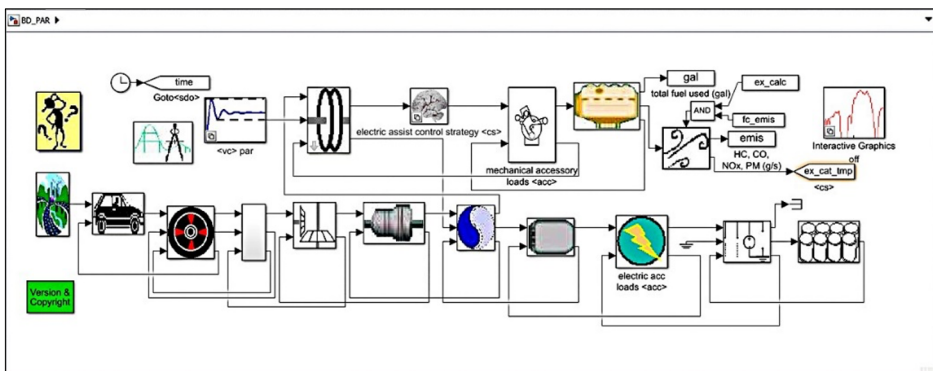 BD_PAR
time
Goto<sdo>
<vc> par
electric assist control strategy <cs>
mechanical accessory
loads <acc>
gal
total fuel used (gal)
ex_calc
AND
fc_emis
emis
HC, CO,
NOx, PM (g/s)
off
ex_cat_tmp
<cs>
Interactive Graphics
electric acc
loads <acc>
Version &
Copyright